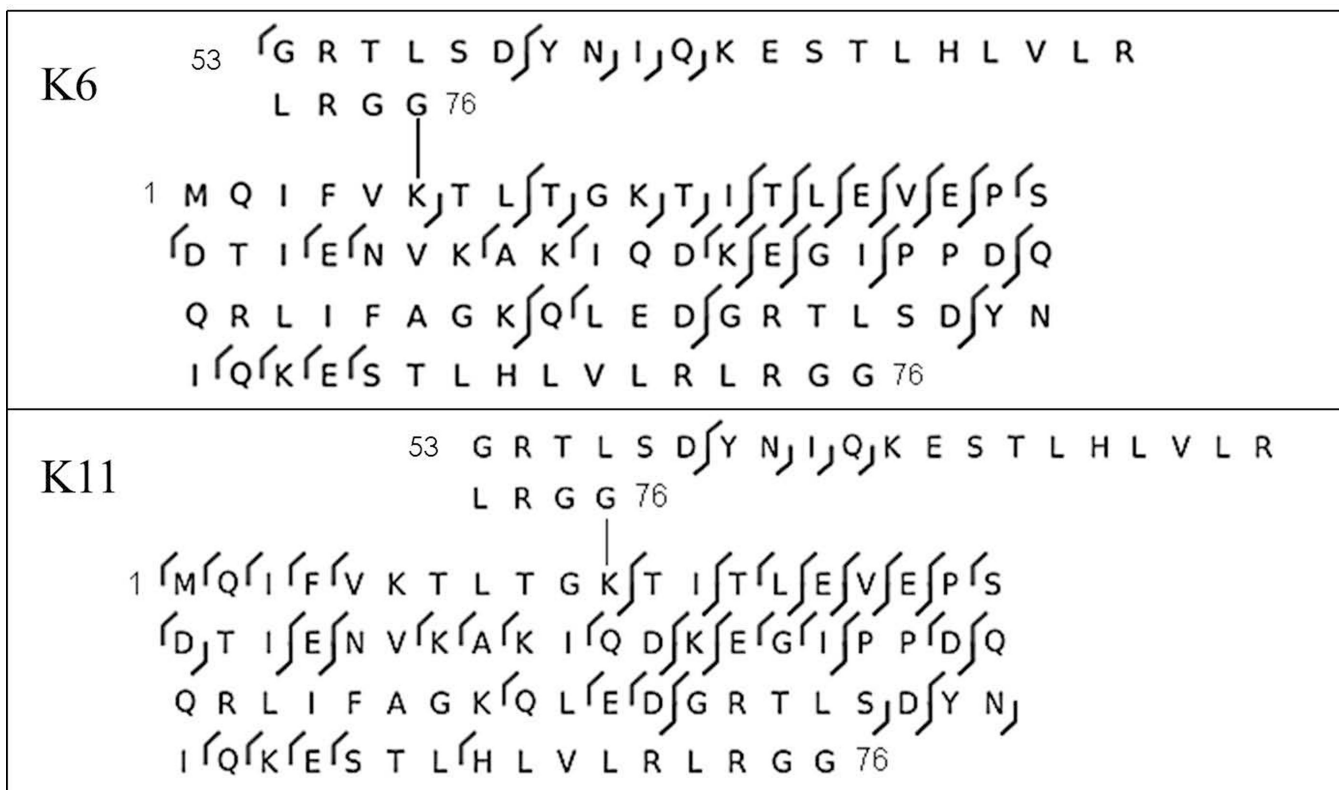 K6
53 G R T L S D Y N I Q K E S T L H L V L R
L R G G 76
1 M Q I F V K T L T G K T I T L E V E P S
D T I E N V K A K I Q D K E G I P P D Q
Q R L I F A G K Q L E D G R T L S D Y N
I Q K E S T L H L V L R L R G G 76
K11
53 G R T L S D Y N I Q K E S T L H L V L R
L R G G 76
1 M Q I F V K T L T G K T I T L E V E P S
D T I E N V K A K I Q D K E G I P P D Q
Q R L I F A G K Q L E D G R T L S D Y N
I Q K E S T L H L V L R L R G G 76